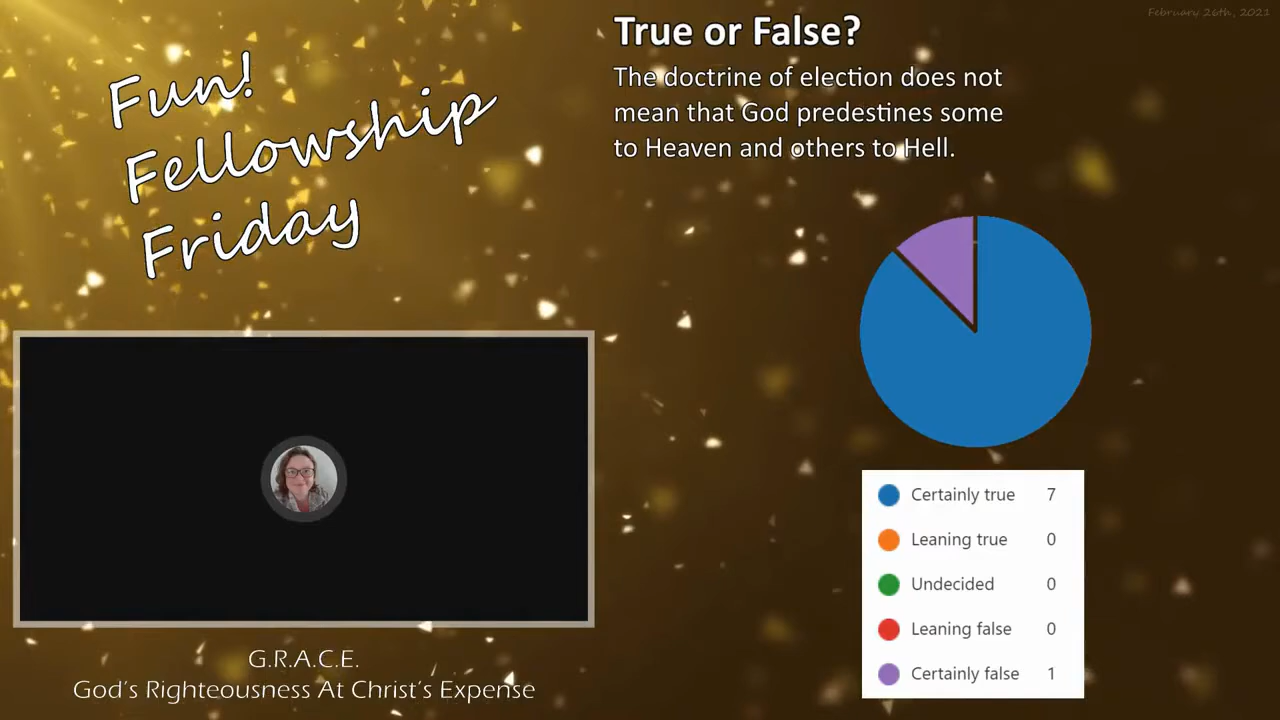 February 26th, 2021
Fun!
Fellowship
Friday
True or False?
The doctrine of election does not
mean that God predestines some
to Heaven and others to Hell.
Certainly true 7
Leaning true 0
Undecided 0
Leaning false 0
Certainly false 1
G.R.A.C.E.
God's Righteousness At Christ's Expense